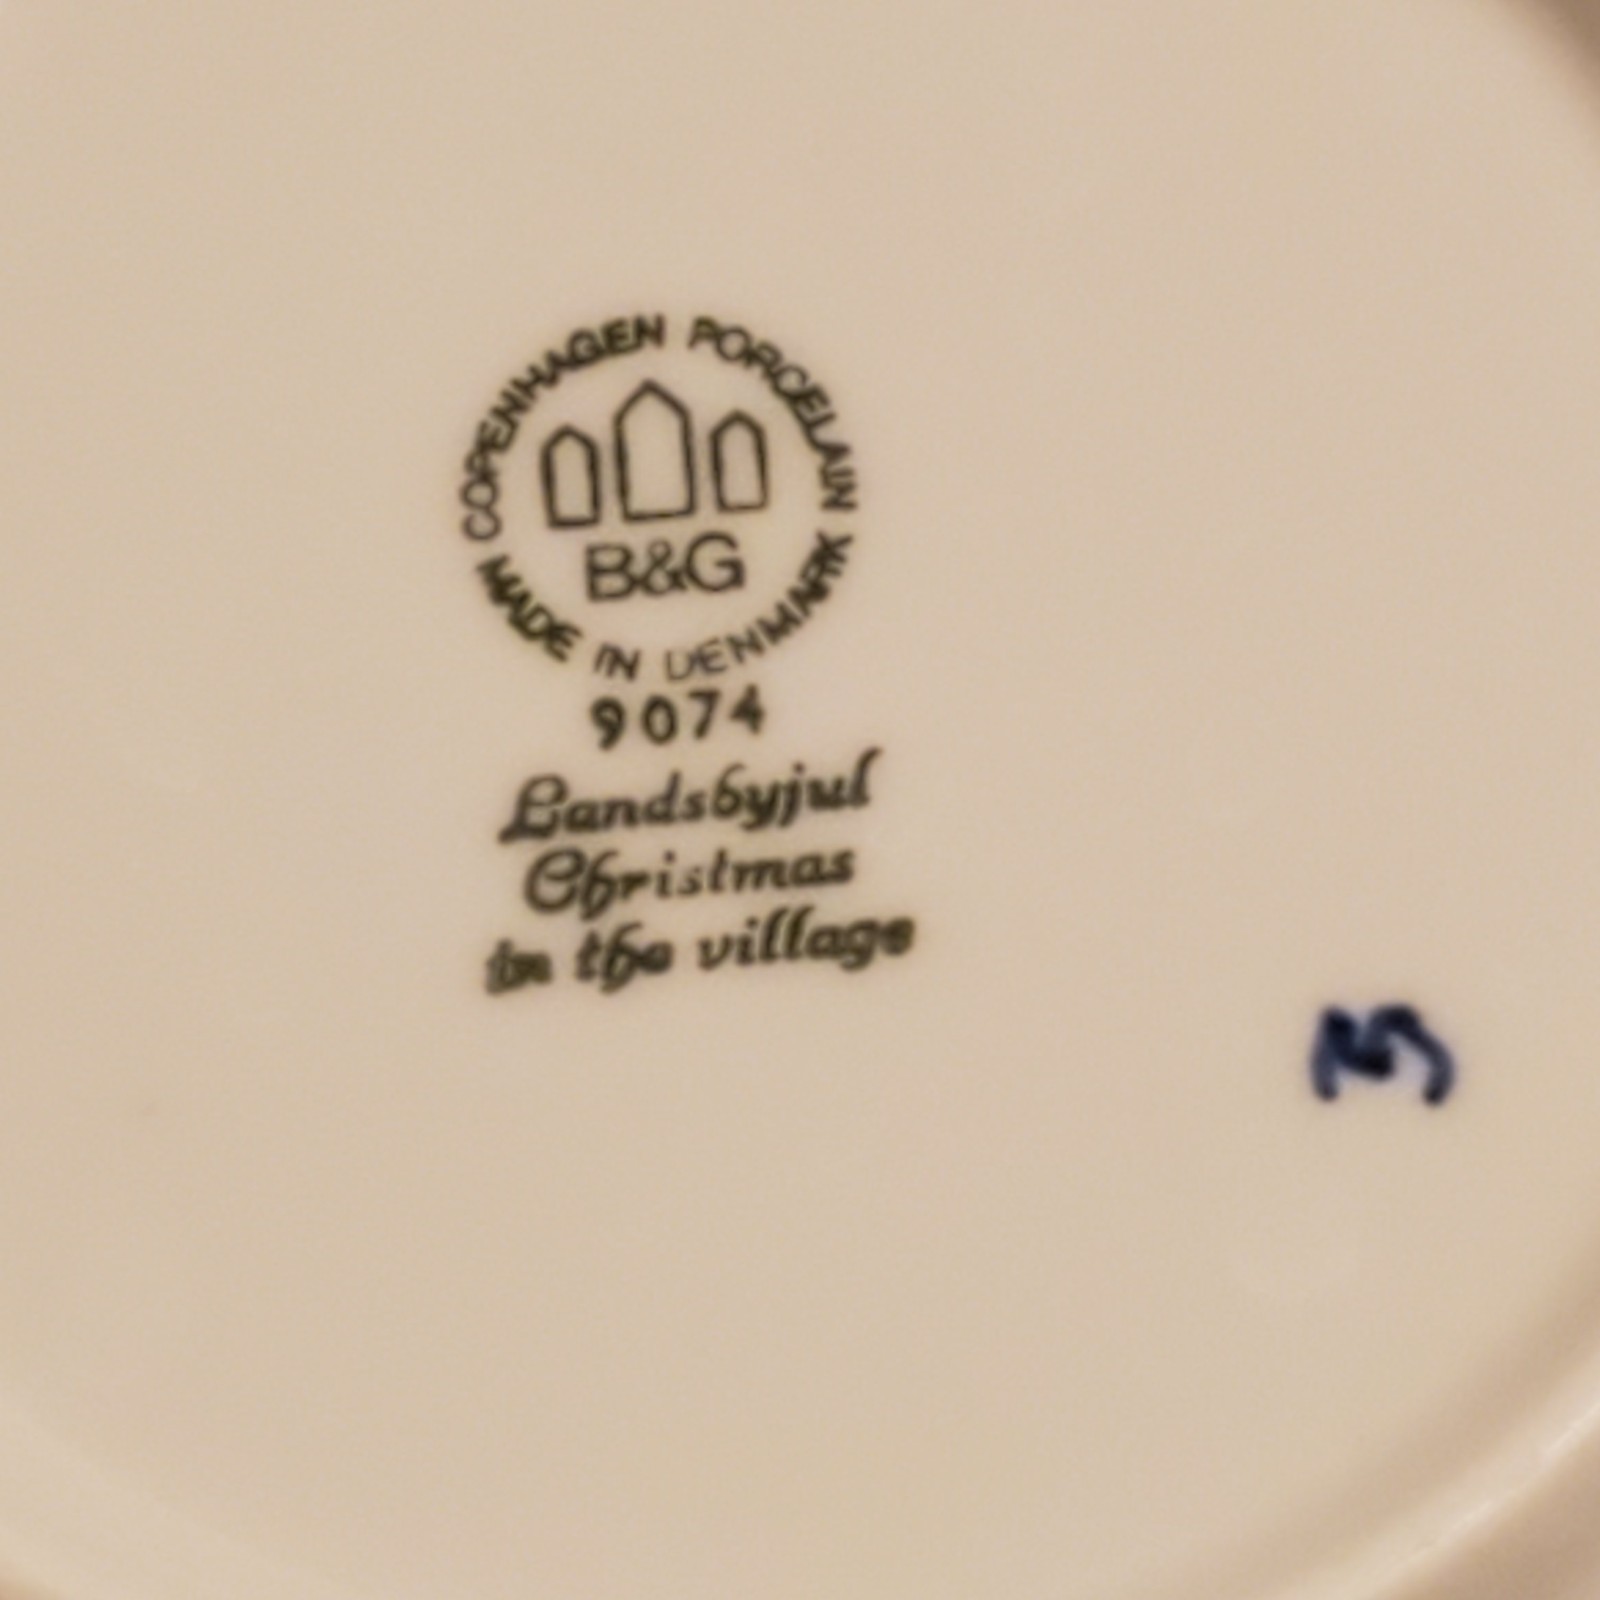 COPENHAGEN PORCELAIN
B&G
MADE IN DENMARK
9074
Landsbyjul
Christmas
in the village